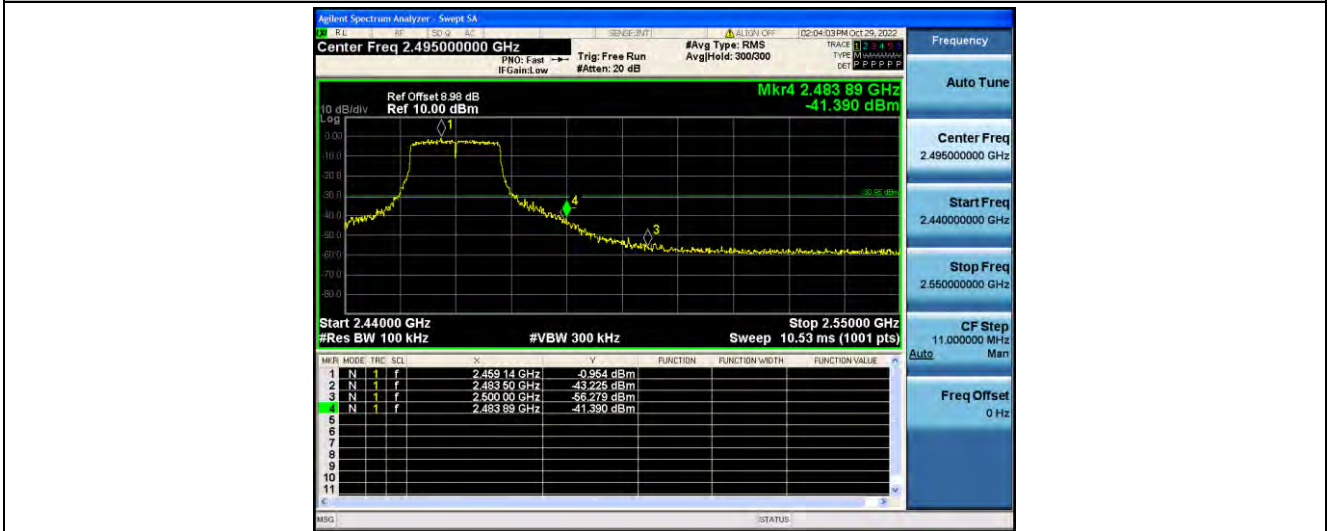 Agilent Spectrum Analyzer - Swept SA
RL RF 50 Ω AC SENSE:INT ALIGN OFF 02:04:03 PM Oct 29, 2022
Center Freq 2.495000000 GHz
#Avg Type: RMS
TRACE 1 2 3 4 5 6
PNO: Fast Trig: Free Run Avg|Hold: 300/300
TYPE M
IFGain:Low #Atten: 20 dB
DET P P P P P P
Mkr4 2.483 89 GHz
-41.390 dBm
Ref Offset 8.98 dB
10 dB/div Ref 10.00 dBm
Log
1
0.00
-10.0
-20.0
-30.0
-30.95 dBm
4
-40.0
3
-50.0
-60.0
-70.0
-80.0
Start 2.44000 GHz Stop 2.55000 GHz
#Res BW 100 kHz #VBW 300 kHz Sweep 10.53 ms (1001 pts)
MKR MODE TRC SCL X Y FUNCTION FUNCTION WIDTH FUNCTION VALUE
1 N 1 f 2.459 14 GHz -0.954 dBm
2 N 1 f 2.483 50 GHz -43.225 dBm
3 N 1 f 2.500 00 GHz -56.279 dBm
4 N 1 f 2.483 89 GHz -41.390 dBm
5
6
7
8
9
10
11
MSG STATUS
Frequency
Auto Tune
Center Freq
2.495000000 GHz
Start Freq
2.440000000 GHz
Stop Freq
2.550000000 GHz
CF Step
11.000000 MHz
Auto Man
Freq Offset
0 Hz